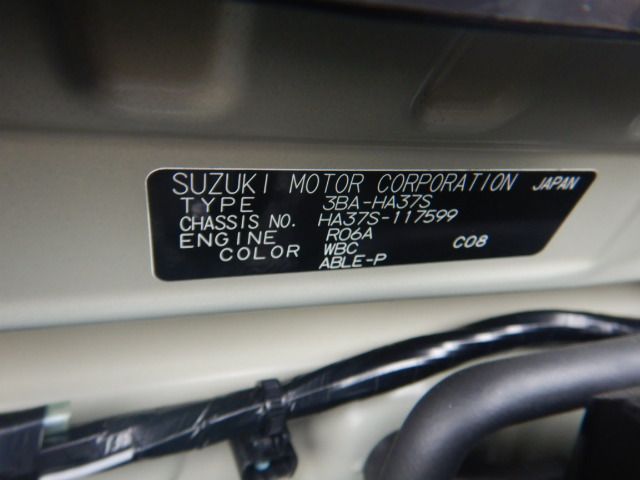 SUZUKI MOTOR CORPORATION JAPAN
TYPE 3BA-HA37S
CHASSIS NO. HA37S-117599
ENGINE R06A
COLOR WBC C08
ABLE-P